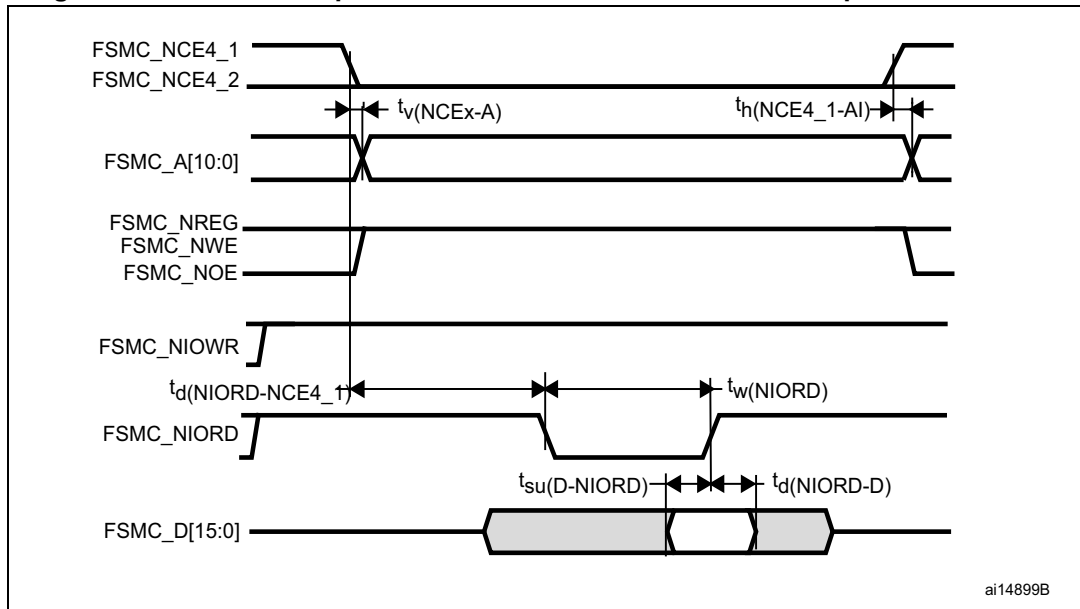 FSMC_NCE4_1
FSMC_NCE4_2
tv(NCEx-A)
th(NCE4_1-AI)
FSMC_A[10:0]
FSMC_NREG
FSMC_NWE
FSMC_NOE
FSMC_NIOWR
td(NIORD-NCE4_1)
tw(NIORD)
FSMC_NIORD
tsu(D-NIORD)
td(NIORD-D)
FSMC_D[15:0]
ai14899B